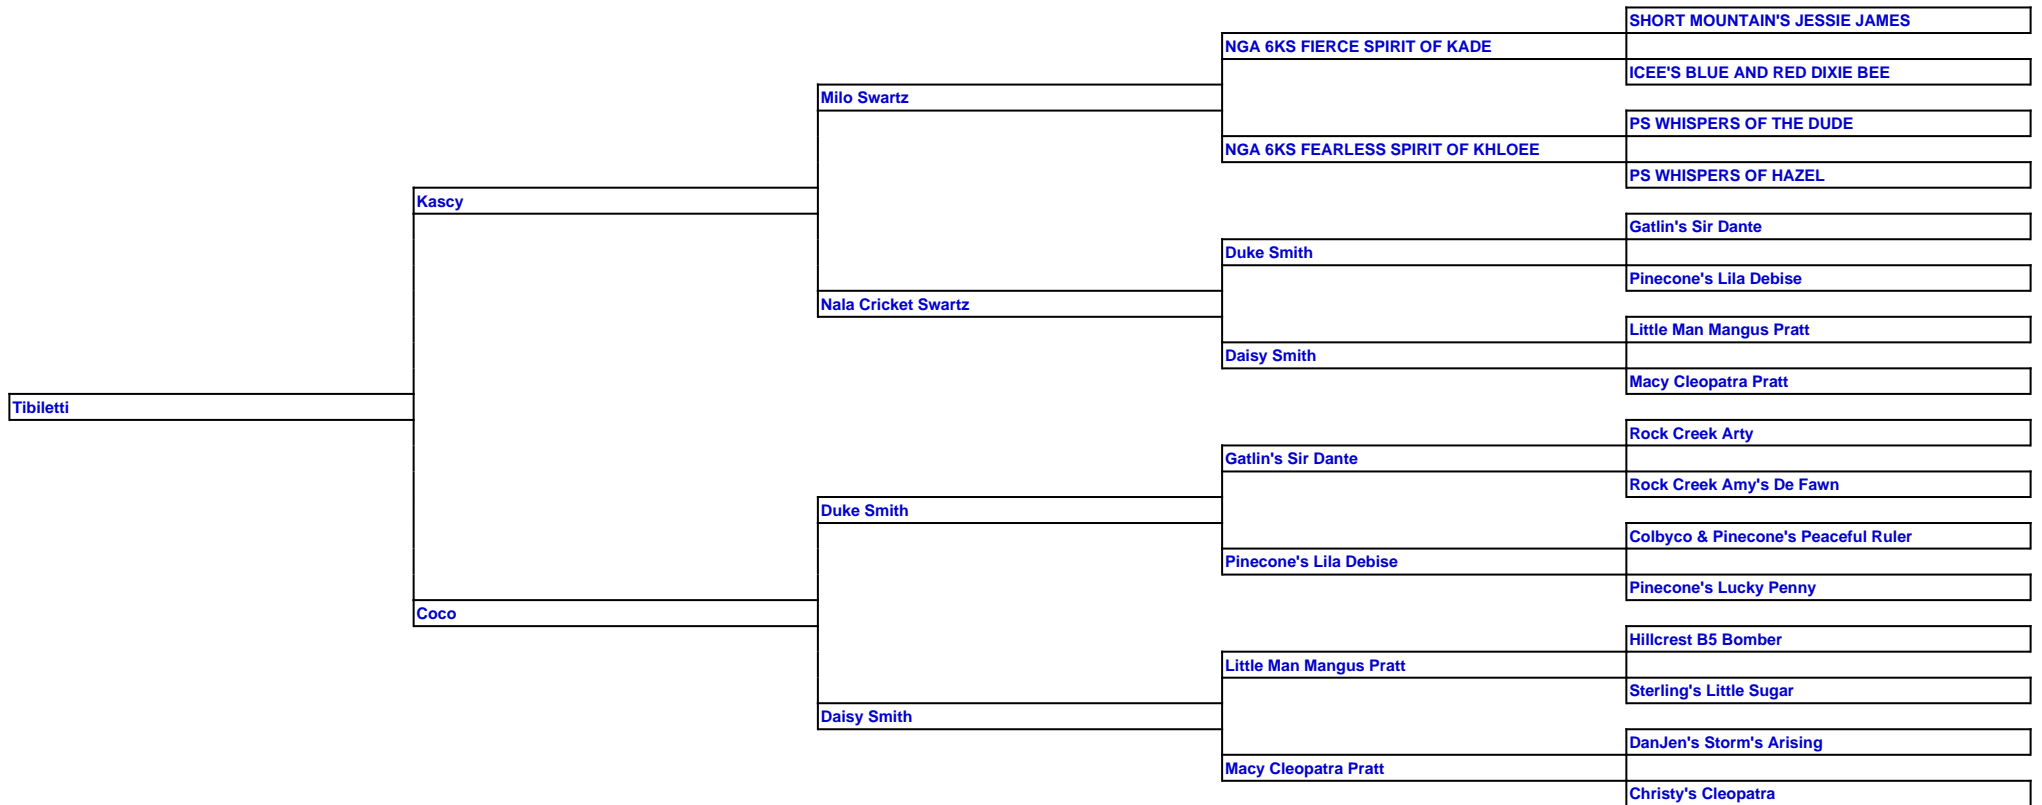 SHORT MOUNTAIN'S JESSIE JAMES
NGA 6KS FIERCE SPIRIT OF KADE
ICEE'S BLUE AND RED DIXIE BEE
Milo Swartz
PS WHISPERS OF THE DUDE
NGA 6KS FEARLESS SPIRIT OF KHLOEE
PS WHISPERS OF HAZEL
Kascy
Gatlin's Sir Dante
Duke Smith
Pinecone's Lila Debise
Nala Cricket Swartz
Little Man Mangus Pratt
Daisy Smith
Macy Cleopatra Pratt
Tibiletti
Rock Creek Arty
Gatlin's Sir Dante
Rock Creek Amy's De Fawn
Duke Smith
Colbyco & Pinecone's Peaceful Ruler
Pinecone's Lila Debise
Pinecone's Lucky Penny
Coco
Hillcrest B5 Bomber
Little Man Mangus Pratt
Sterling's Little Sugar
Daisy Smith
DanJen's Storm's Arising
Macy Cleopatra Pratt
Christy's Cleopatra